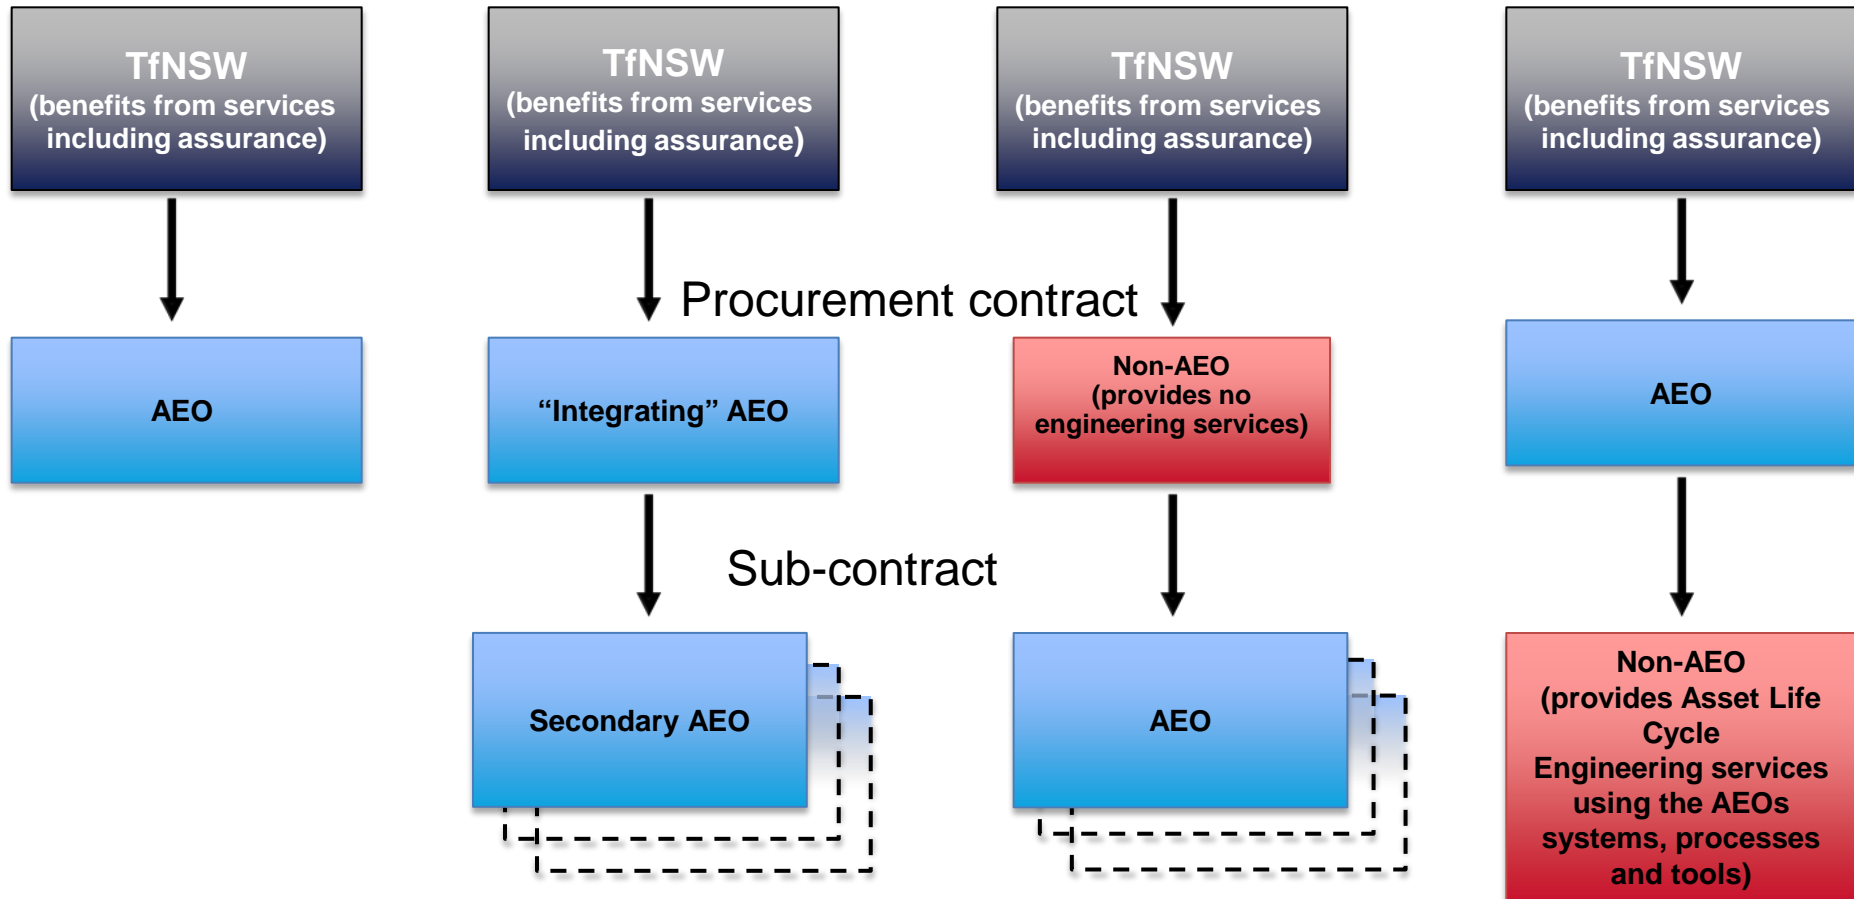 TfNSW
(benefits from services
including assurance)
TfNSW
(benefits from services
including assurance)
TfNSW
(benefits from services
including assurance)
TfNSW
(benefits from services
including assurance)
Procurement contract
AEO
“Integrating” AEO
Non-AEO
(provides no
engineering services)
AEO
Sub-contract
Secondary AEO
AEO
Non-AEO
(provides Asset Life
Cycle
Engineering services
using the AEOs
systems, processes
and tools)